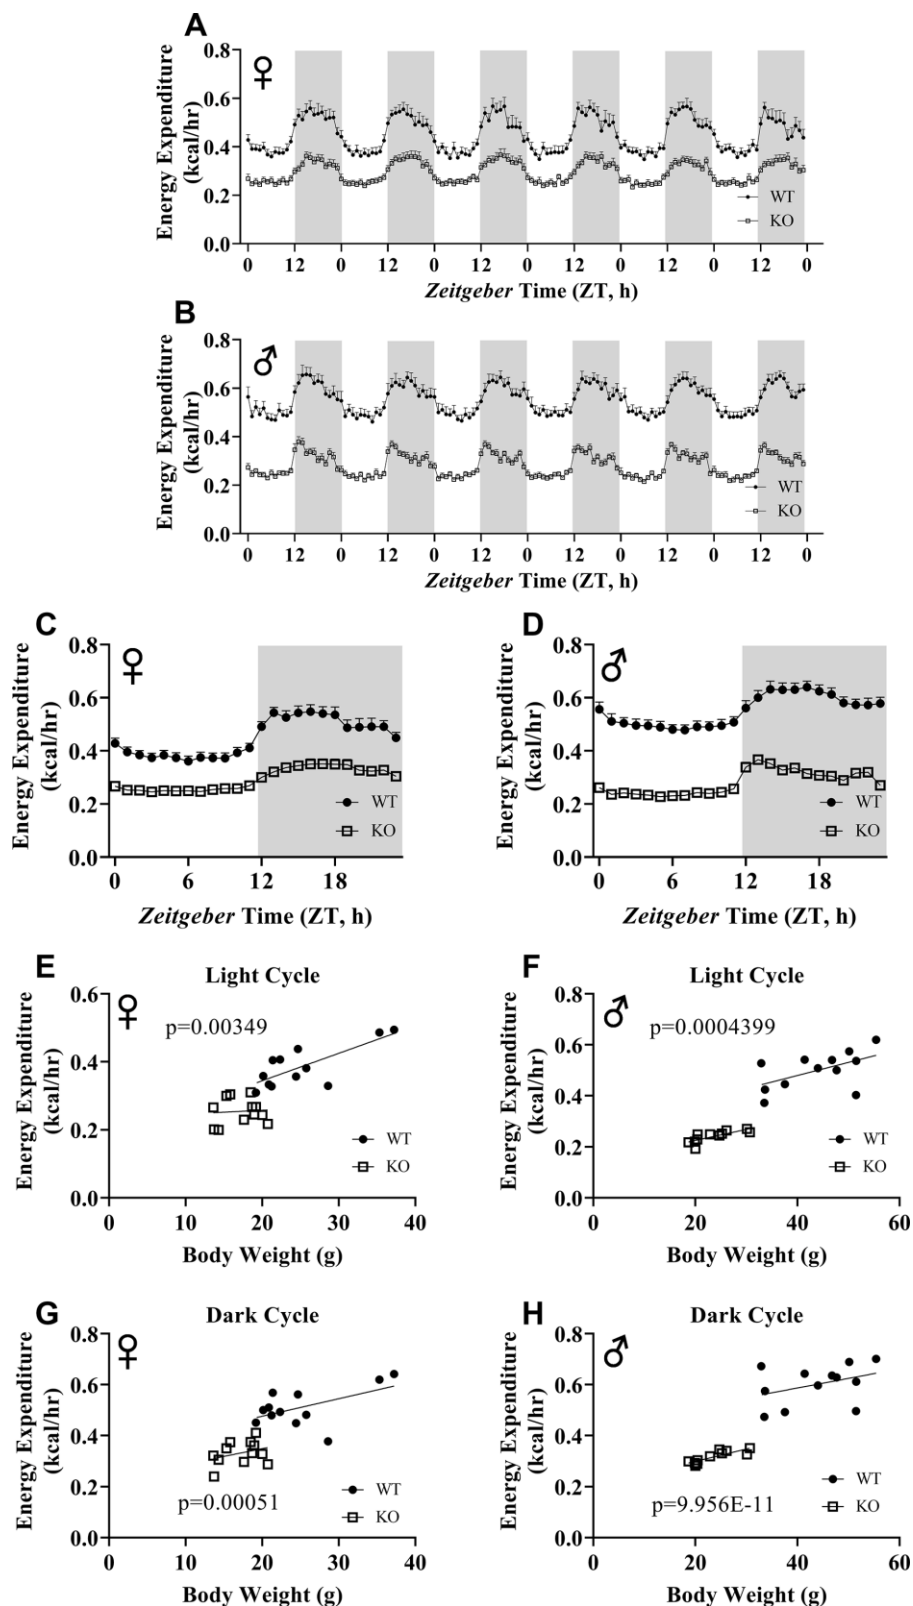 A
♀
Energy Expenditure
(kcal/hr)
0.8
0.6
0.4
0.2
0.0
WT
KO
0 12 0 12 0 12 0 12 0 12 0 12 0
Zeitgeber Time (ZT, h)
B
♂
Energy Expenditure
(kcal/hr)
0.8
0.6
0.4
0.2
0.0
WT
KO
0 12 0 12 0 12 0 12 0 12 0 12 0
Zeitgeber Time (ZT, h)
C
♀
Energy Expenditure
(kcal/hr)
0.8
0.6
0.4
0.2
0.0
WT
KO
0 6 12 18
Zeitgeber Time (ZT, h)
D
♂
Energy Expenditure
(kcal/hr)
0.8
0.6
0.4
0.2
0.0
WT
KO
0 6 12 18
Zeitgeber Time (ZT, h)
E
Light Cycle
♀
p=0.00349
Energy Expenditure
(kcal/hr)
0.6
0.4
0.2
0.0
WT
KO
0 10 20 30 40
Body Weight (g)
F
Light Cycle
♂
p=0.0004399
Energy Expenditure
(kcal/hr)
0.8
0.6
0.4
0.2
0.0
WT
KO
0 20 40 60
Body Weight (g)
G
Dark Cycle
♀
Energy Expenditure
(kcal/hr)
0.8
0.6
0.4
0.2
0.0
p=0.00051
WT
KO
0 10 20 30 40
Body Weight (g)
H
Dark Cycle
♂
Energy Expenditure
(kcal/hr)
0.8
0.6
0.4
0.2
0.0
p=9.956E-11
WT
KO
0 20 40 60
Body Weight (g)